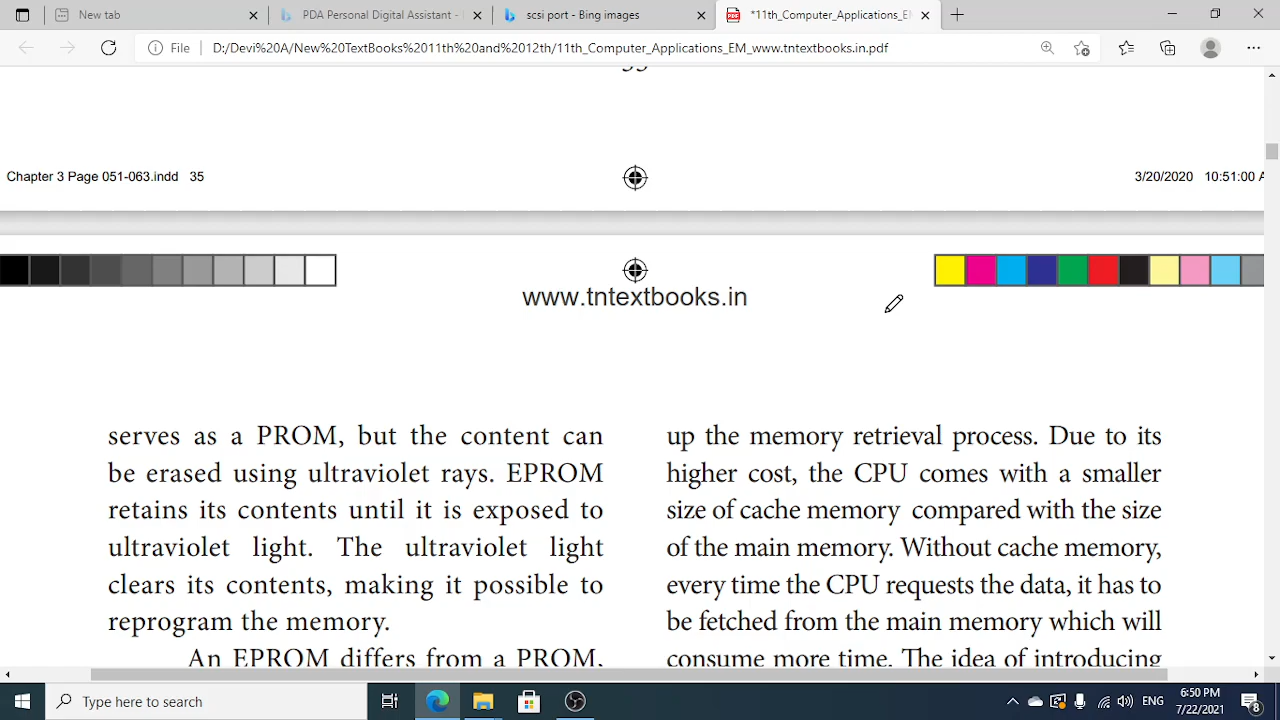 New tab
PDA Personal Digital Assistant -
scsi port - Bing images
*11th_Computer_Applications_EM
File
D:/Devi%20A/New%20TextBooks%2011th%20and%2012th/11th_Computer_Applications_EM_www.tntextbooks.in.pdf
Chapter 3 Page 051-063.indd 35
3/20/2020 10:51:00 A
www.tntextbooks.in
serves as a PROM, but the content can
be erased using ultraviolet rays. EPROM
retains its contents until it is exposed to
ultraviolet light. The ultraviolet light
clears its contents, making it possible to
reprogram the memory.
An EPROM differs from a PROM,
up the memory retrieval process. Due to its
higher cost, the CPU comes with a smaller
size of cache memory compared with the size
of the main memory. Without cache memory,
every time the CPU requests the data, it has to
be fetched from the main memory which will
consume more time. The idea of introducing
Type here to search
ENG
6:50 PM
7/22/2021
8